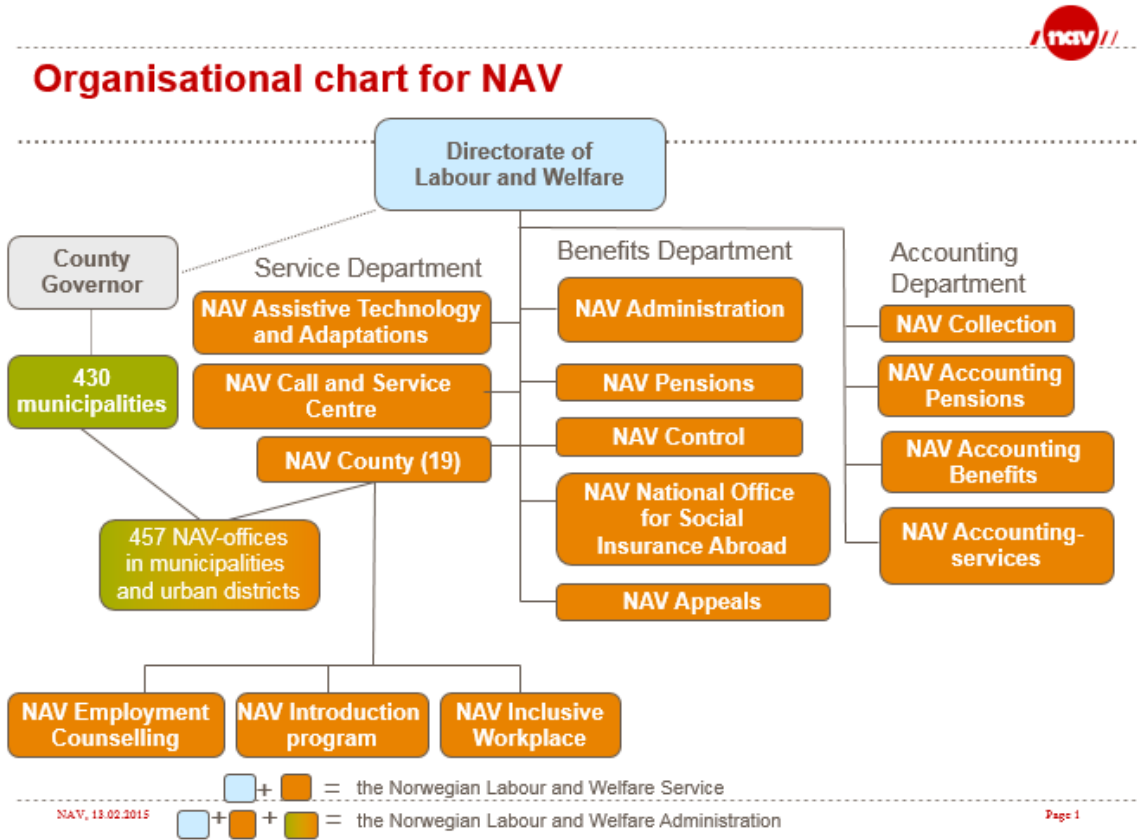 /nav//
Organisational chart for NAV
Directorate of
Labour and Welfare
County
Governor
430
municipalities
Service Department
NAV Assistive Technology
and Adaptations
NAV Call and Service
Centre
NAV County (19)
457 NAV-offices
in municipalities
and urban districts
Benefits Department
NAV Administration
NAV Pensions
NAV Control
NAV National Office
for Social
Insurance Abroad
NAV Appeals
Accounting
Department
NAV Collection
NAV Accounting
Pensions
NAV Accounting
Benefits
NAV Accounting-
services
NAV Employment
Counselling
NAV Introduction
program
NAV Inclusive
Workplace
+ = the Norwegian Labour and Welfare Service
+ + = the Norwegian Labour and Welfare Administration
NAV, 13.02.2015
Page 1